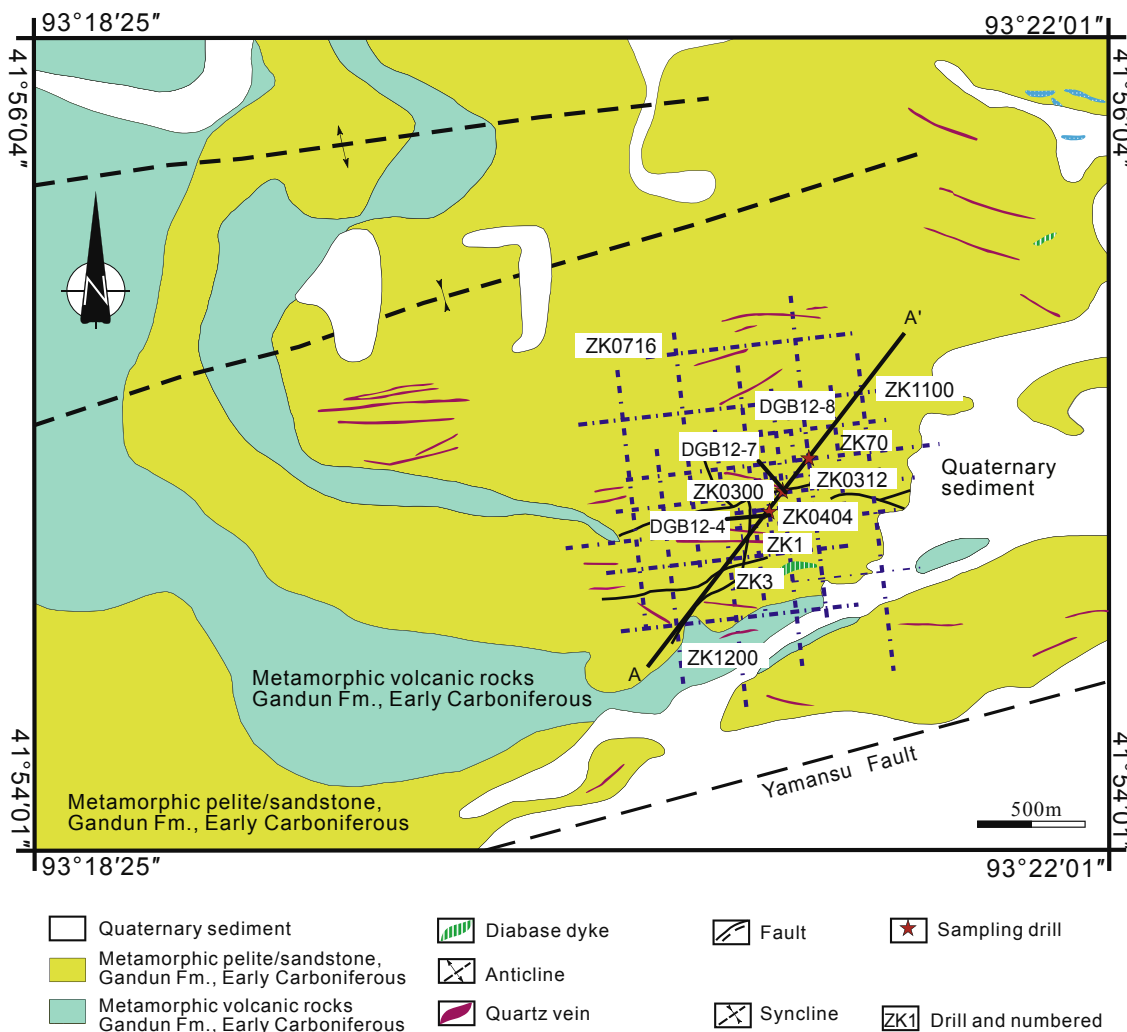 93°18′25″
93°22′01″
41°56′04″
41°56′04″
N
A'
ZK0716
ZK1100
DGB12-8
ZK70
DGB12-7
Quaternary
sediment
ZK0312
ZK0300
ZK0404
DGB12-4
ZK1
ZK3
ZK1200
A
Metamorphic volcanic rocks
Gandun Fm., Early Carboniferous
Yamansu Fault
41°54′01″
41°54′01″
Metamorphic pelite/sandstone,
Gandun Fm., Early Carboniferous
500m
93°18′25″
93°22′01″
Quaternary sediment
Diabase dyke
Fault
Sampling drill
Metamorphic pelite/sandstone,
Gandun Fm., Early Carboniferous
Anticline
Metamorphic volcanic rocks
Gandun Fm., Early Carboniferous
Quartz vein
Syncline
ZK1
Drill and numbered